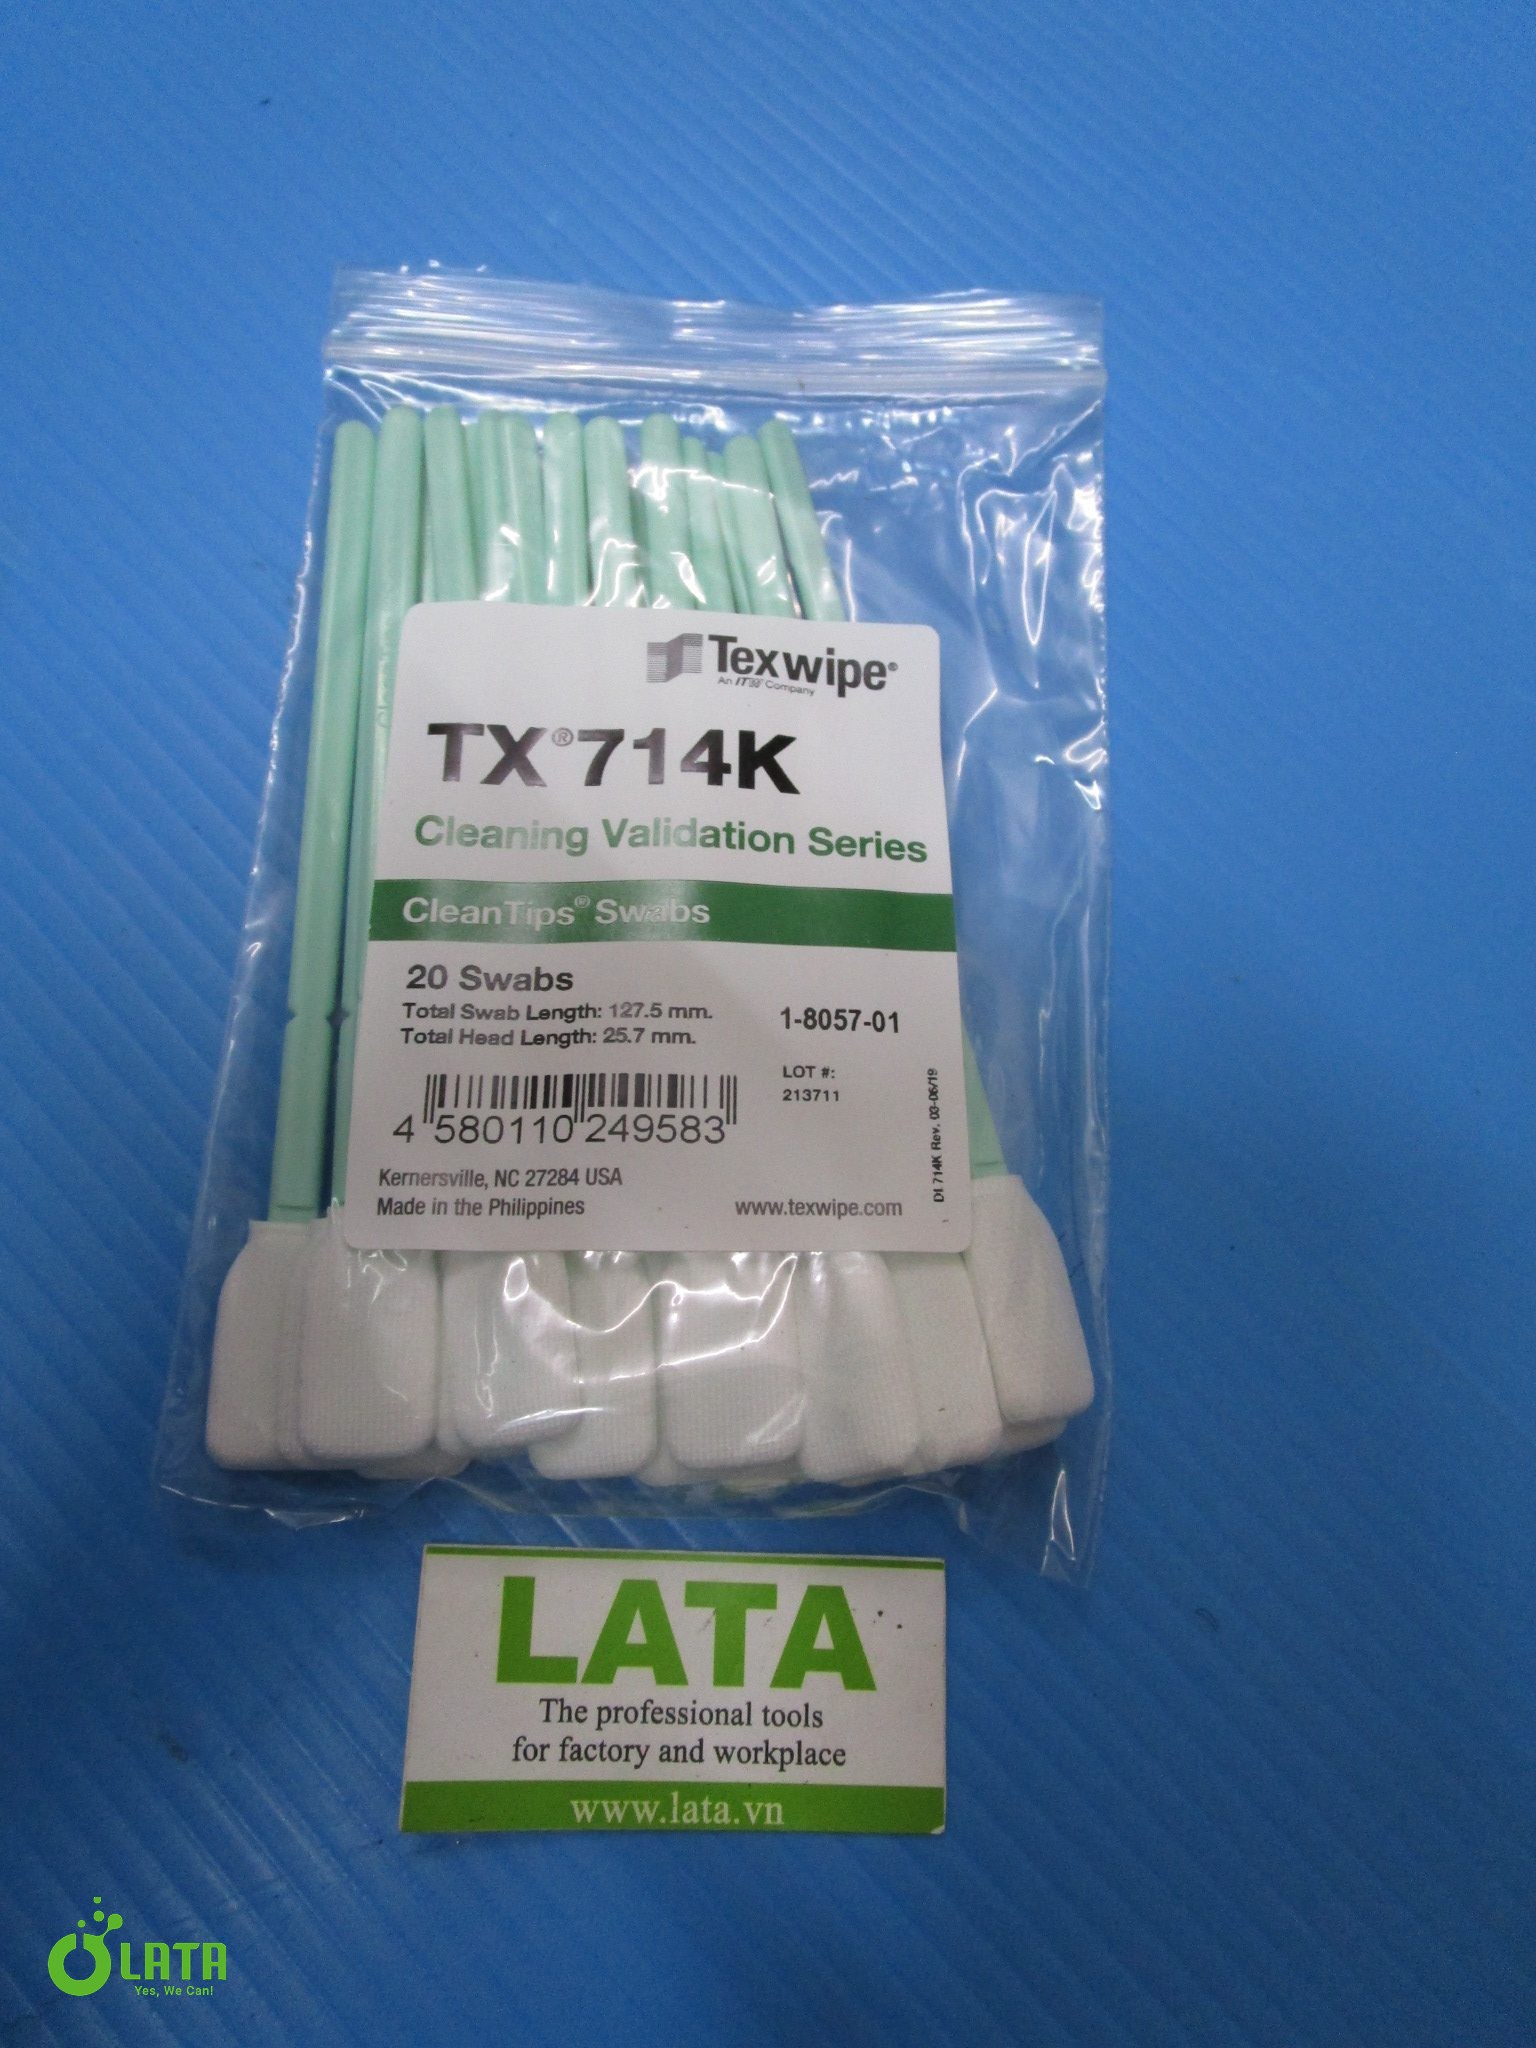 Texwipe®
An ITW Company
TX®714K
Cleaning Validation Series
CleanTips® Swabs
20 Swabs
Total Swab Length: 127.5 mm.
Total Head Length: 25.7 mm.
1-8057-01
LOT #:
213711
4 580110 249583
Kernersville, NC 27284 USA
Made in the Philippines
www.texwipe.com
DI 714K Rev. 03-06/19
LATA
The professional tools
for factory and workplace
www.lata.vn
LATA
Yes, We Can!